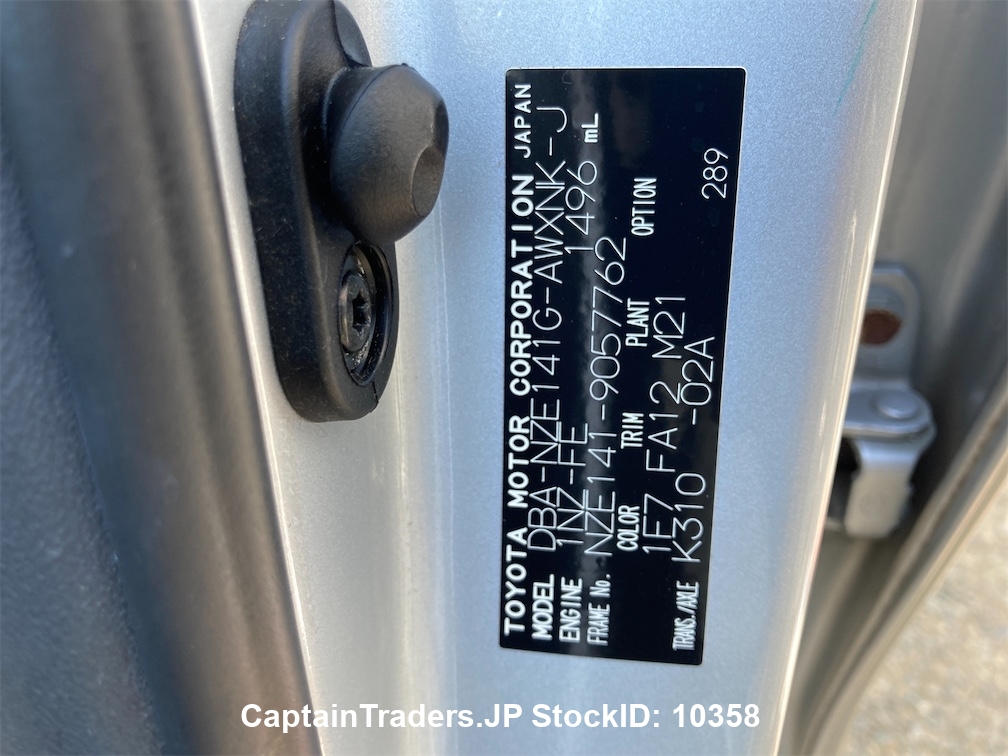 TOYOTA MOTOR CORPORATION JAPAN
MODEL DBA-NZE141G-AWXNK-J
ENGINE 1NZ-FE 1496 mL
FRAME No. NZE141-9057762
COLOR TRIM PLANT OPTION
1E7 FA12 M21
TRANS./AXLE K310 -02A 289
CaptainTraders.JP StockID: 10358